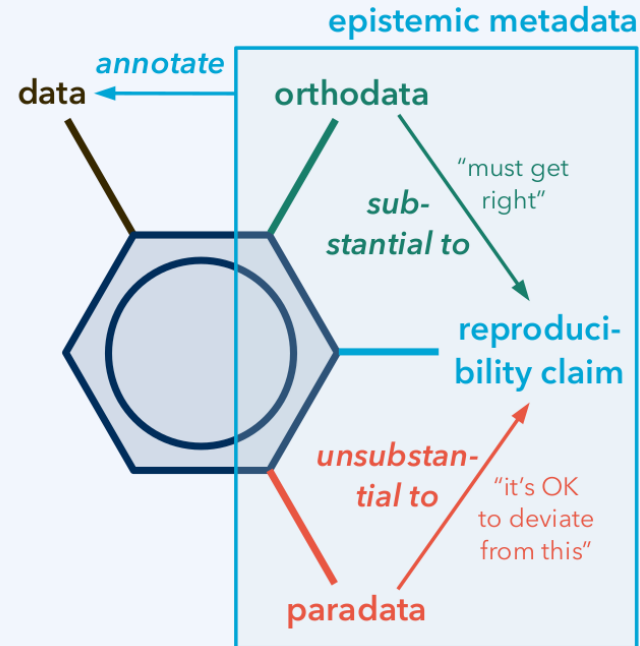 epistemic metadata
annotate
data
orthodata
“must get
right”
sub-
stantial to
reproduci-
bility claim
unsubstan-
tial to
“it’s OK
to deviate
from this”
paradata